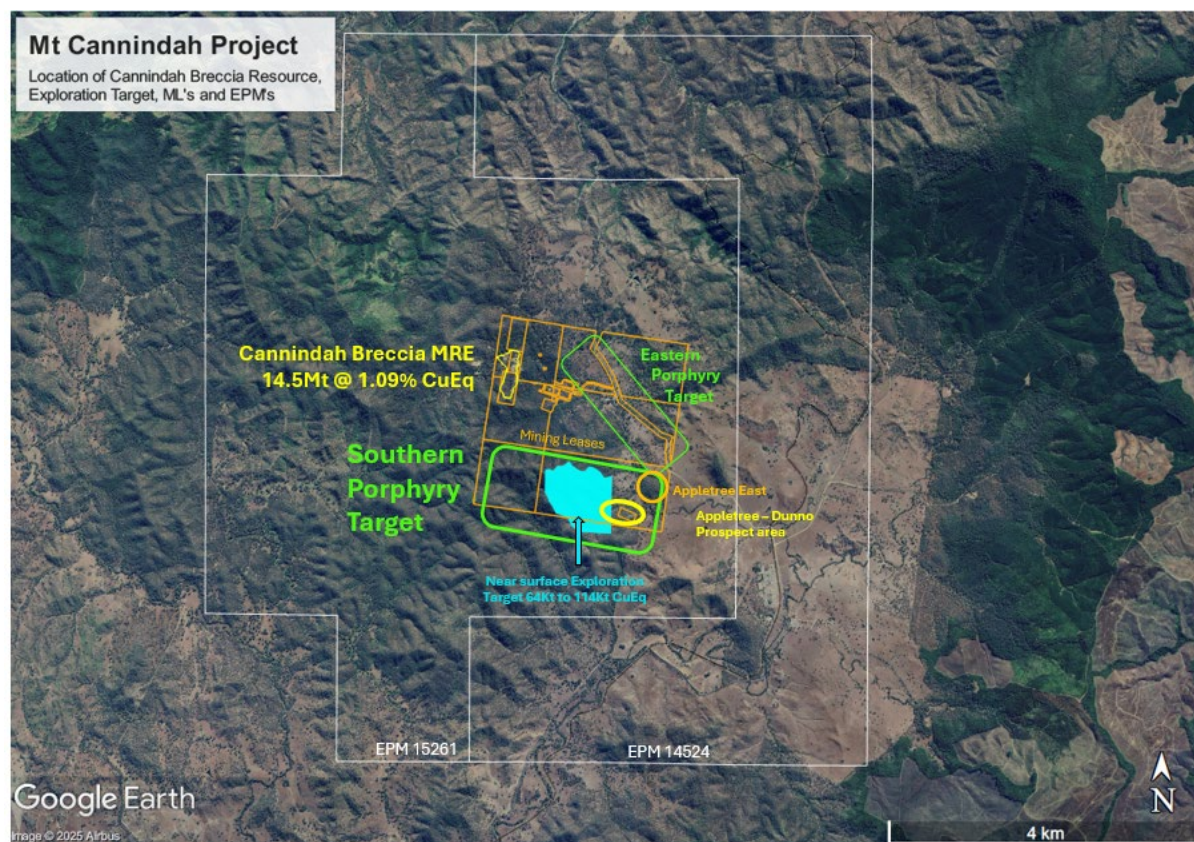 Mt Cannindah Project
Location of Cannindah Breccia Resource,
Exploration Target, ML's and EPM's
Cannindah Breccia MRE
14.5Mt @ 1.09% CuEq
Eastern
Porphyry
Target
Mining Leases
Southern
Porphyry
Target
Appletree East
Appletree – Dunno
Prospect area
Near surface Exploration
Target 64Kt to 114Kt CuEq
EPM 15261
EPM 14524
Google Earth
Image © 2025 Airbus
N
4 km